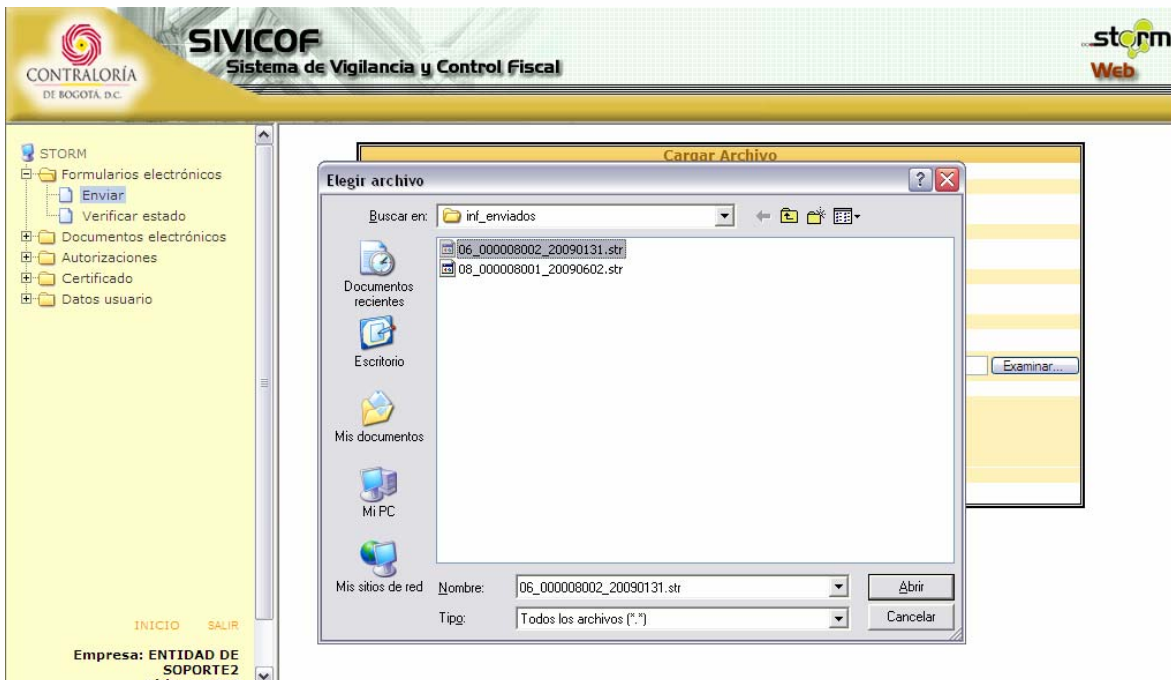 CONTRALORÍA
DE BOGOTÁ, D.C.
SIVICOF
Sistema de Vigilancia y Control Fiscal
storm
Web
STORM
Formularios electrónicos
Enviar
Verificar estado
Documentos electrónicos
Autorizaciones
Certificado
Datos usuario
INICIO SALIR
Empresa: ENTIDAD DE
SOPORTE2
Cargar Archivo
Elegir archivo
Buscar en: inf_enviados
06_000008002_20090131.str
08_000008001_20090602.str
Documentos
recientes
Escritorio
Mis documentos
Mi PC
Mis sitios de red
Nombre: 06_000008002_20090131.str Abrir
Tipo: Todos los archivos (*.*) Cancelar
Examinar...